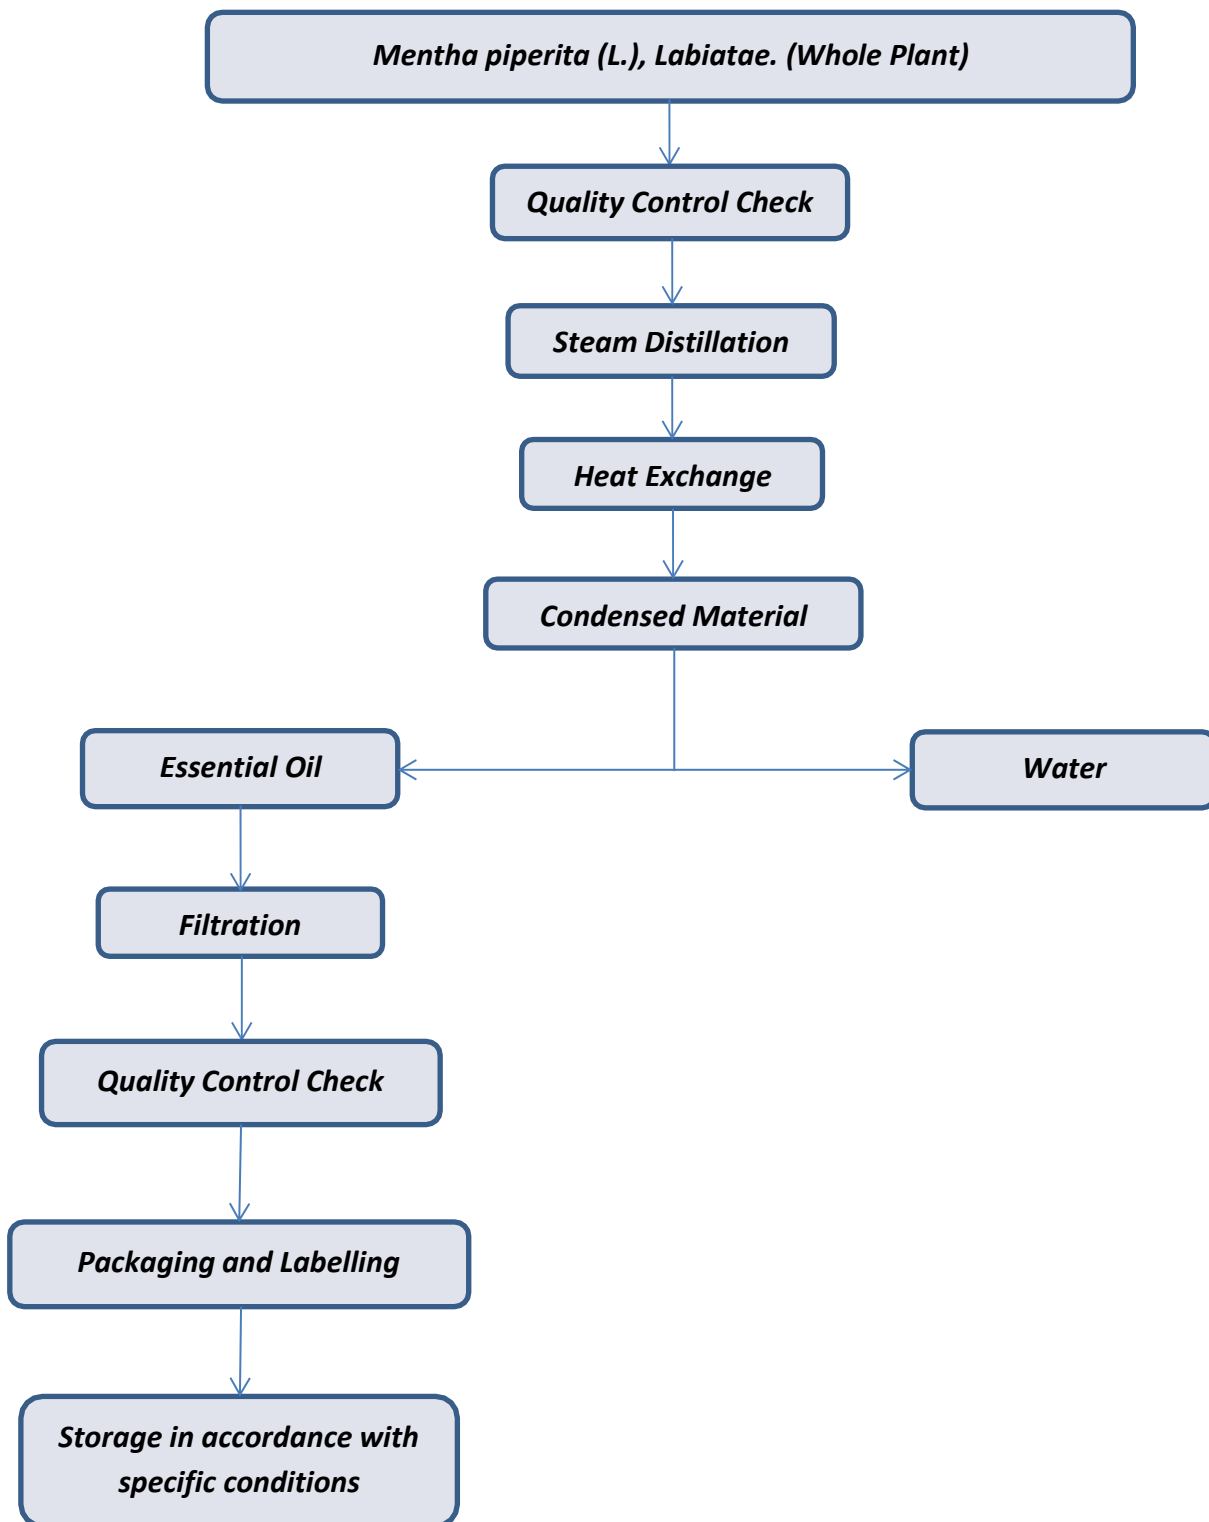 Mentha piperita (L.), Labiatae. (Whole Plant)
Quality Control Check
Steam Distillation
Heat Exchange
Condensed Material
Essential Oil
Water
Filtration
Quality Control Check
Packaging and Labelling
Storage in accordance with
specific conditions